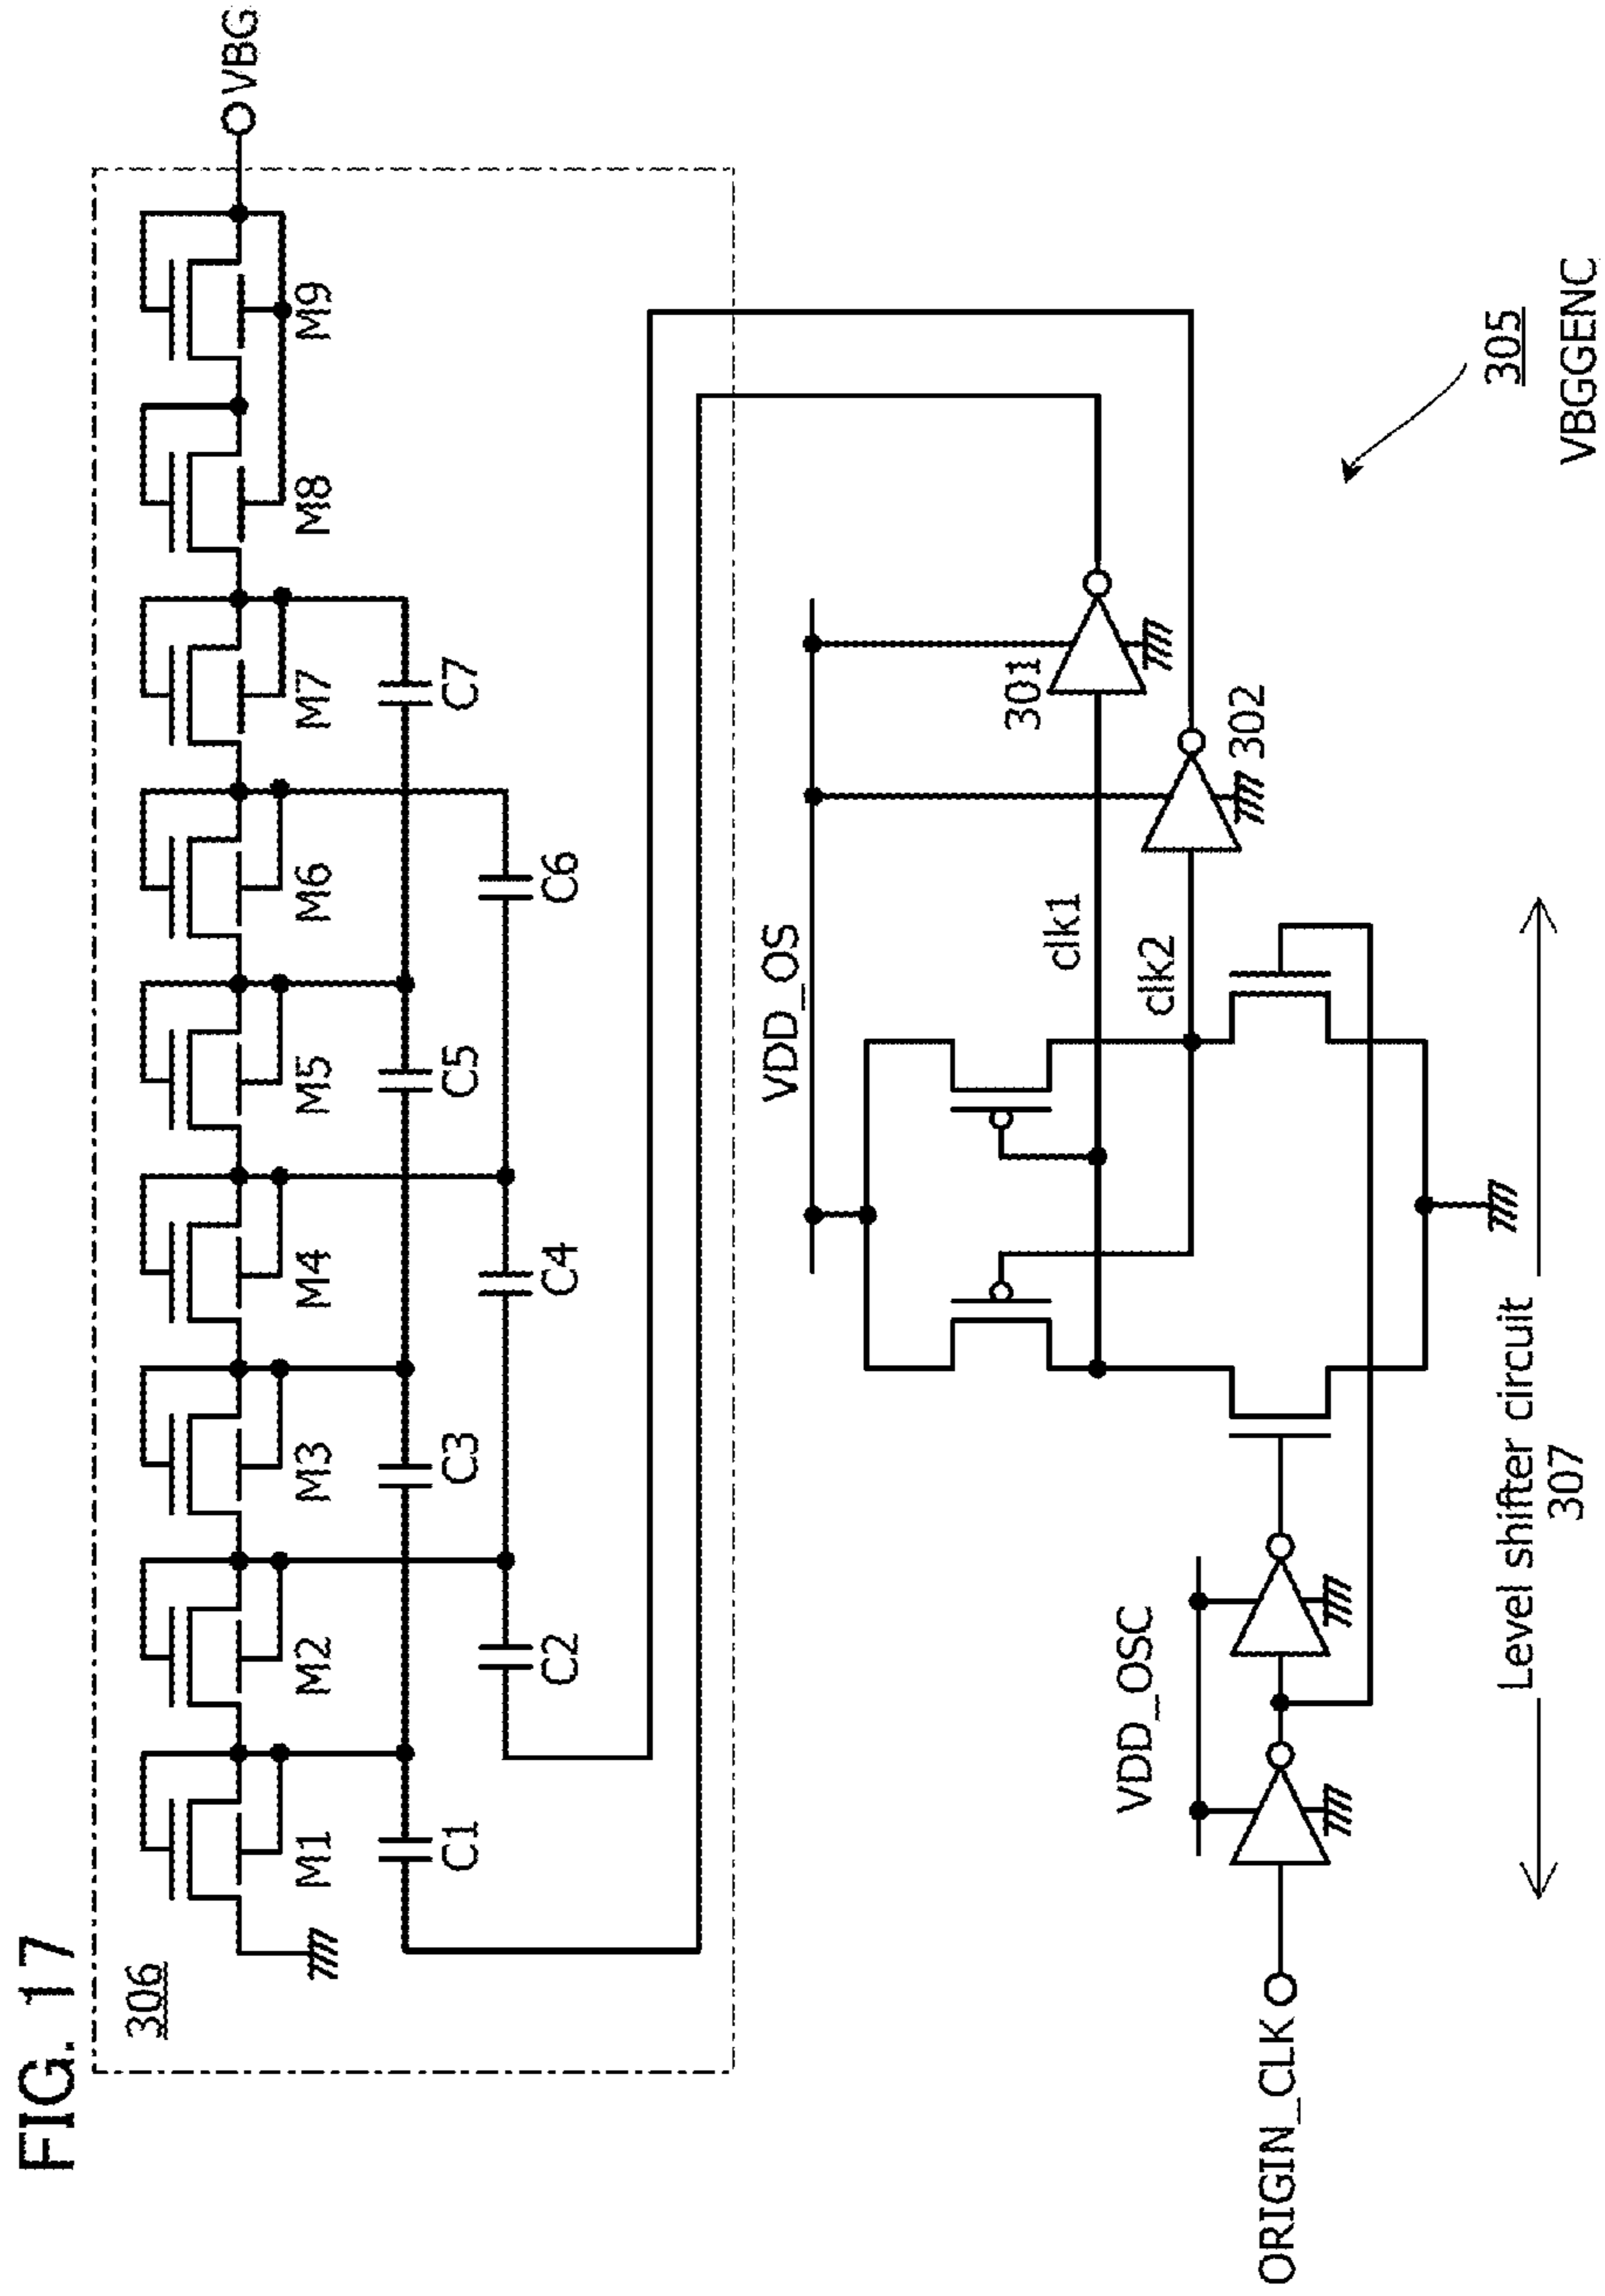 FIG. 17
306
VBG
M1
M2
M3
M4
M5
M6
M7
M8
M9
C1
C3
C5
C7
C2
C4
C6
VDD_OS
301
clk1
clk2
302
VDD_OSC
ORIGIN_CLK
Level shifter circuit
307
305
VBGGENC